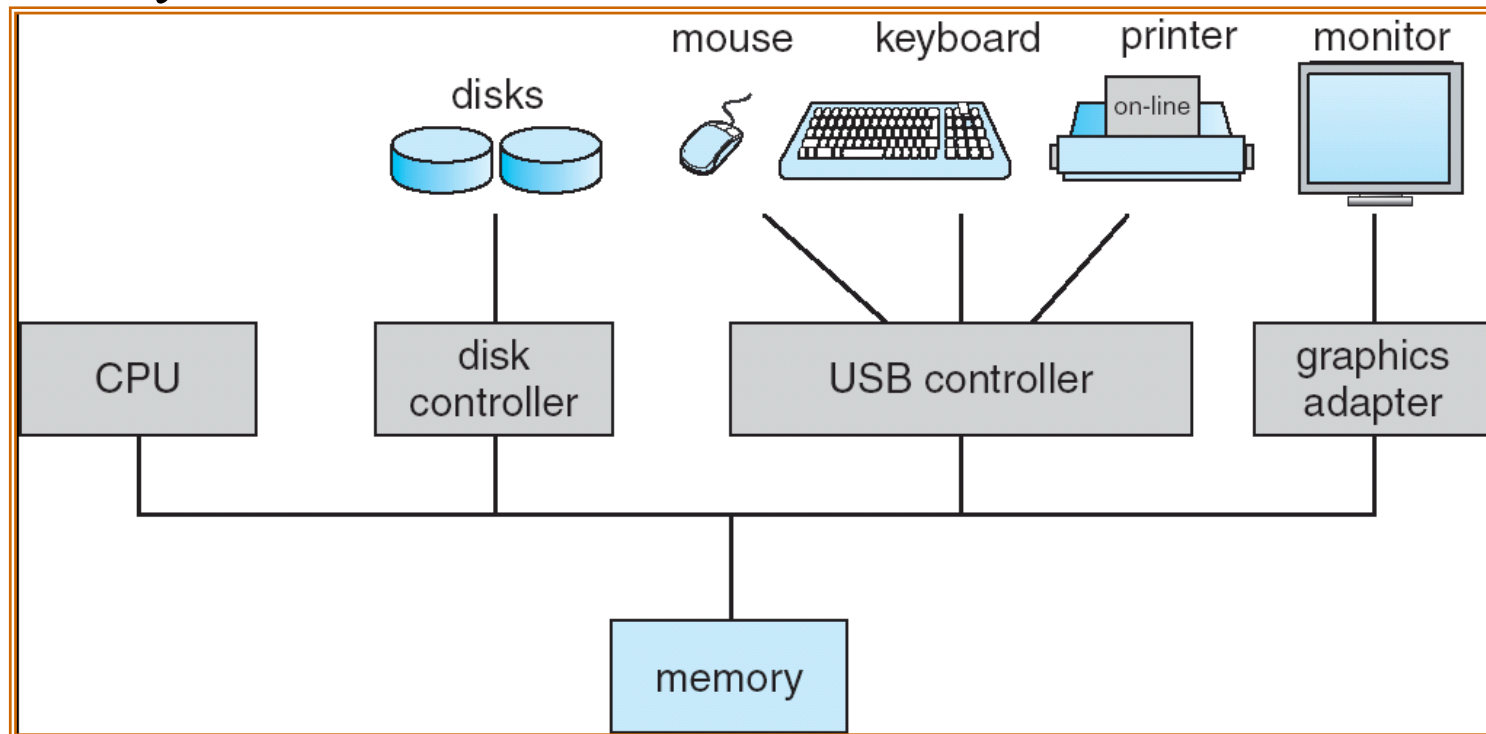 mouse
keyboard
printer
monitor
disks
on-line
CPU
disk
controller
USB controller
graphics
adapter
memory